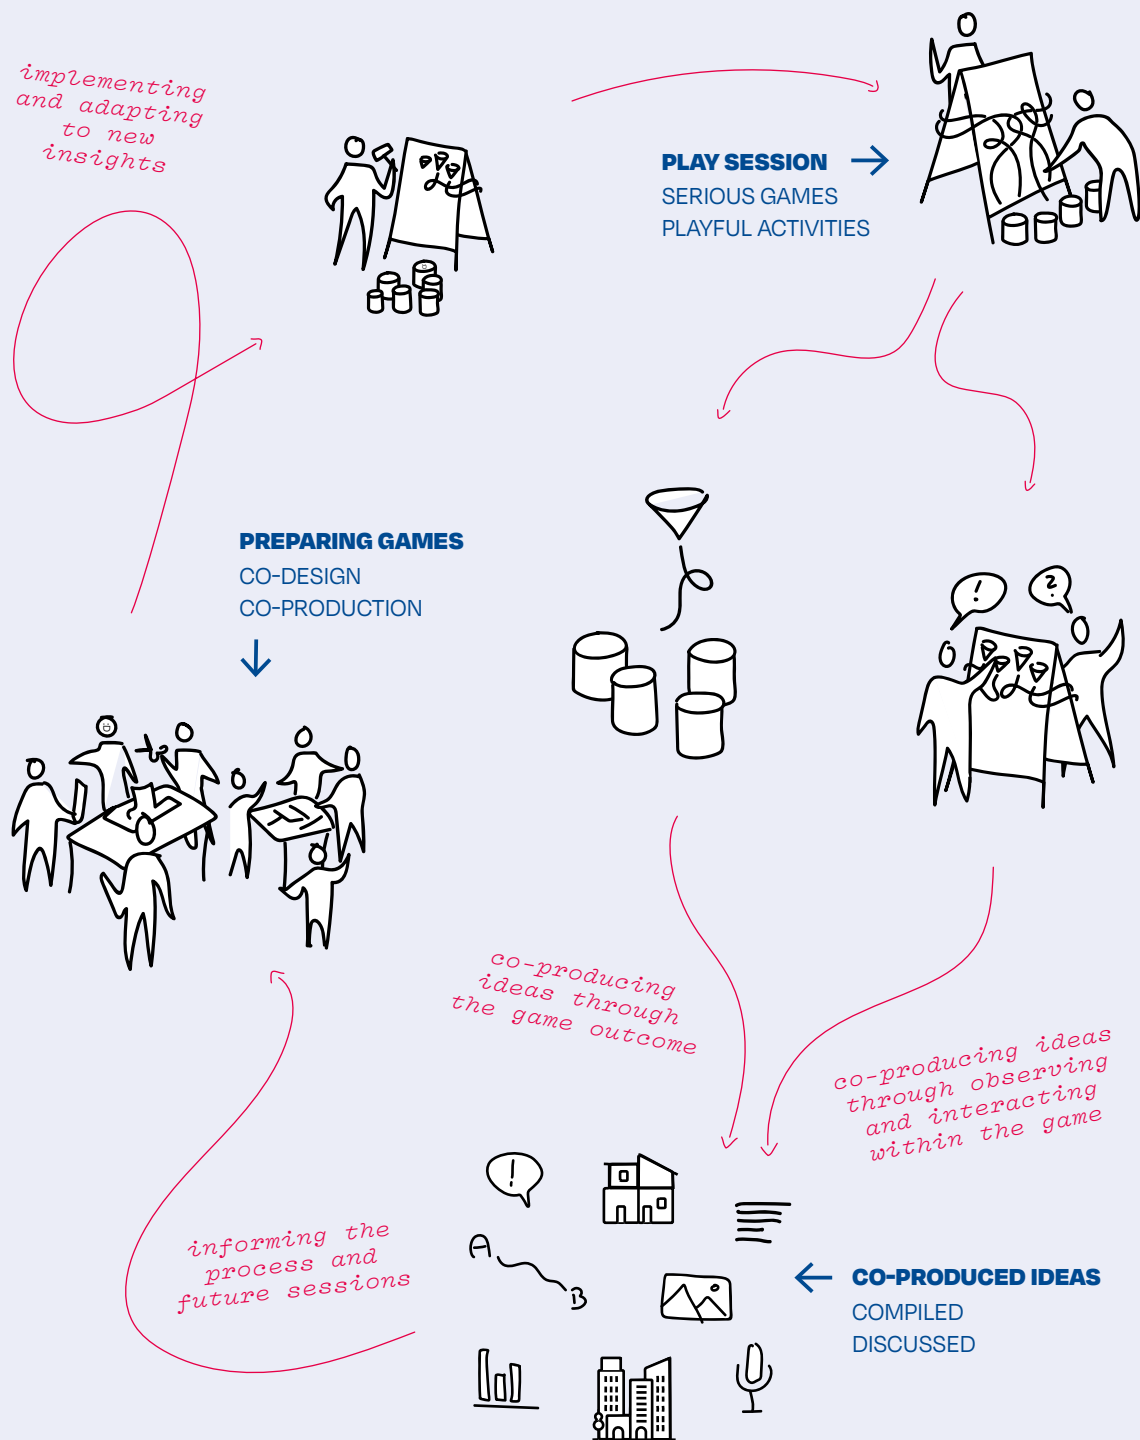 implementing
and adapting
to new
insights
PLAY SESSION
SERIOUS GAMES
PLAYFUL ACTIVITIES
PREPARING GAMES
CO-DESIGN
CO-PRODUCTION
!
?
co-producing
ideas through
the game outcome
co-producing ideas
through observing
and interacting
within the game
!
A
B
informing the
process and
future sessions
CO-PRODUCED IDEAS
COMPILED
DISCUSSED